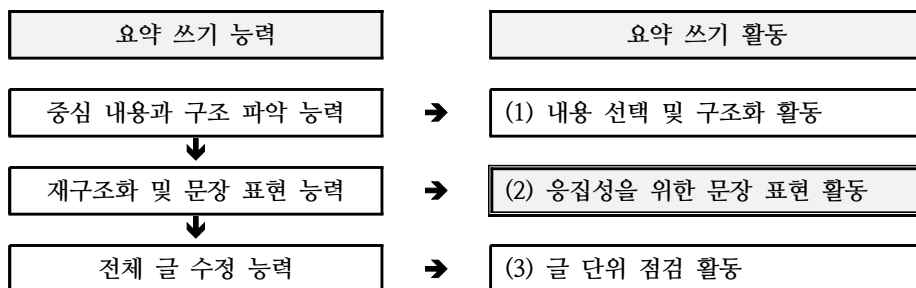 요약 쓰기 능력 요약 쓰기 활동
중심 내용과 구조 파악 능력 ➔ (1) 내용 선택 및 구조화 활동
재구조화 및 문장 표현 능력 ➔ (2) 응집성을 위한 문장 표현 활동
전체 글 수정 능력 ➔ (3) 글 단위 점검 활동